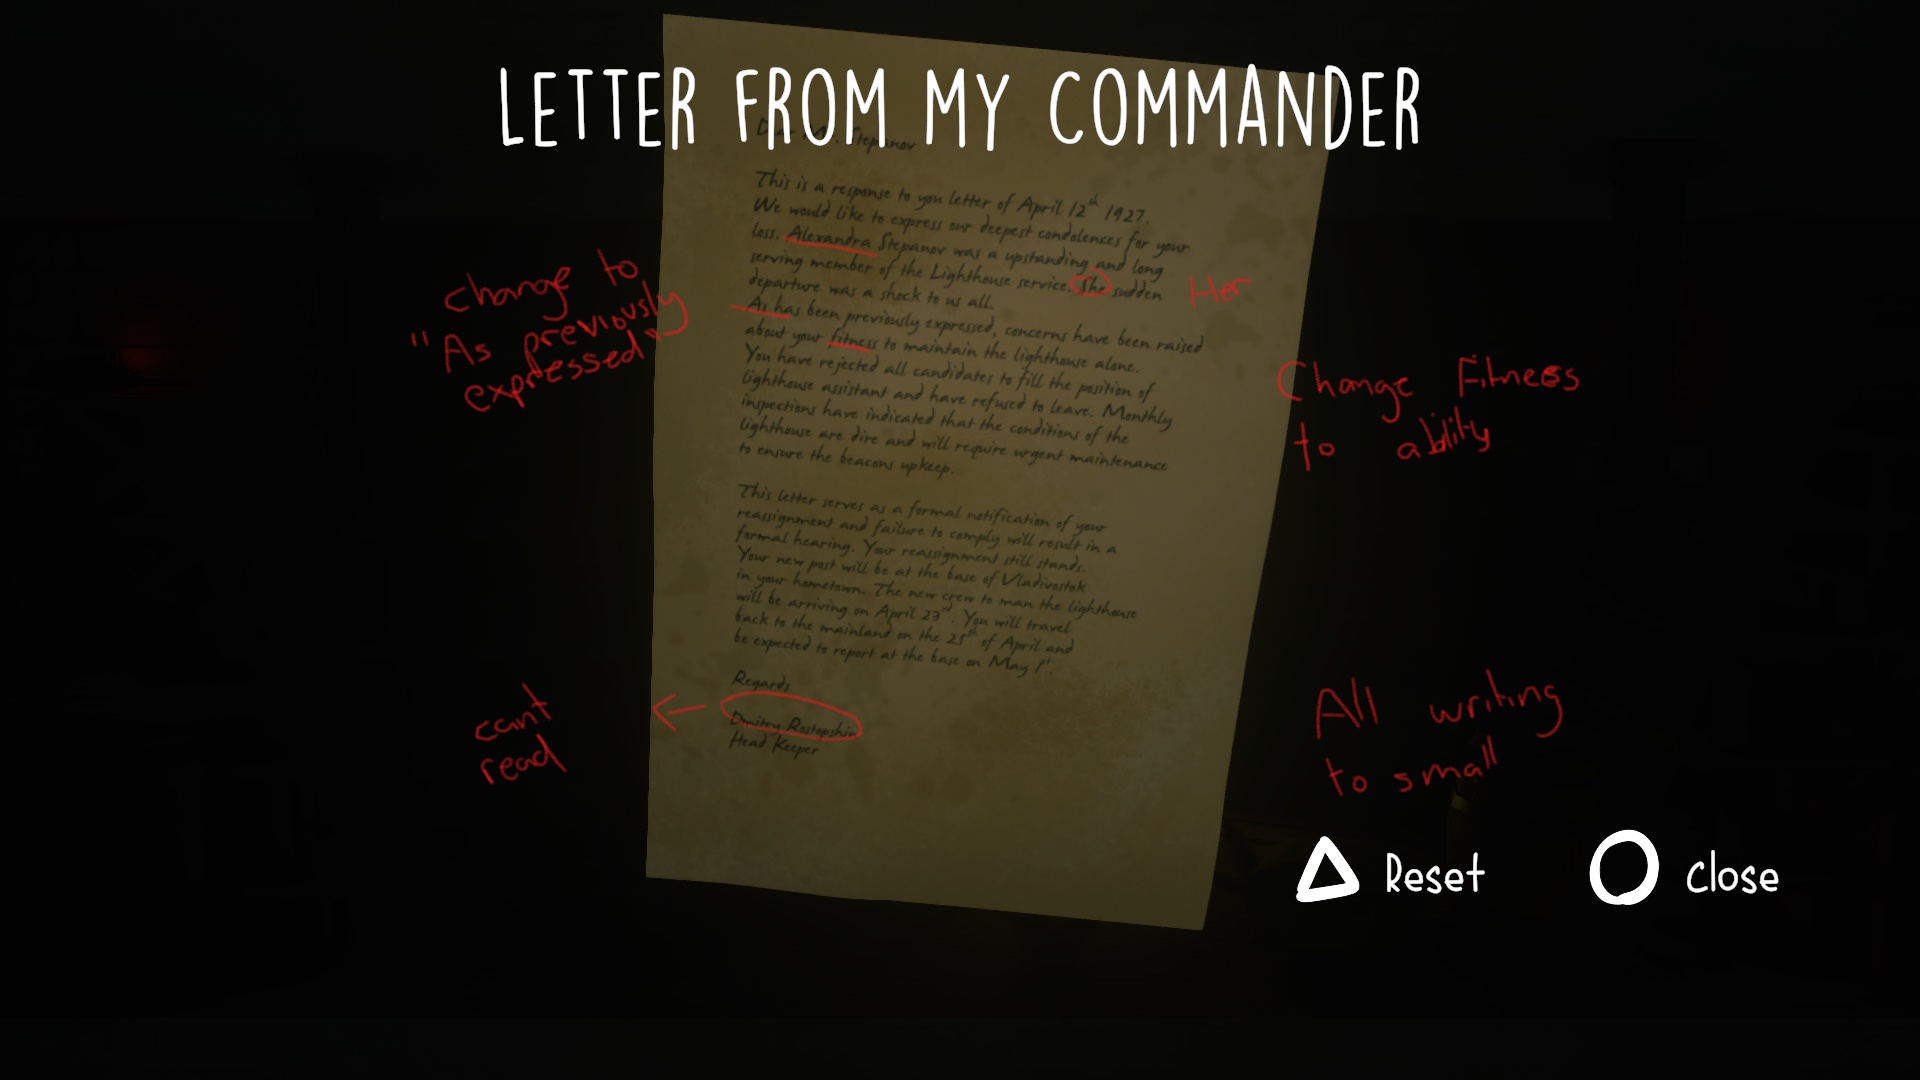 LETTER FROM MY COMMANDER
Dear Mr. Stepanov
This is a response to you letter of April 12th 1927.
We would like to express our deepest condolences for your
loss. Alexandra Stepanov was a upstanding and long
serving member of the Lighthouse service. She sudden
departure was a shock to us all.
As has been previously expressed, concerns have been raised
about your fitness to maintain the lighthouse alone.
You have rejected all candidates to fill the position of
lighthouse assistant and have refused to leave. Monthly
inspections have indicated that the conditions of the
lighthouse are dire and will require urgent maintenance
to ensure the beacons upkeep.
This letter serves as a formal notification of your
reassignment and failure to comply will result in a
formal hearing. Your reassignment still stands.
Your new post will be at the base of Vladivostok
in your hometown. The new crew to man the lighthouse
will be arriving on April 23rd. You will travel
back to the mainland on the 25th of April and
be expected to report at the base on May 1st.
Regards
Dmitry Rostopshin
Head Keeper
change to
"As previously
expressed"
Her
Change Fitness
to ability
cant
read
All writing
to small
Reset
Close